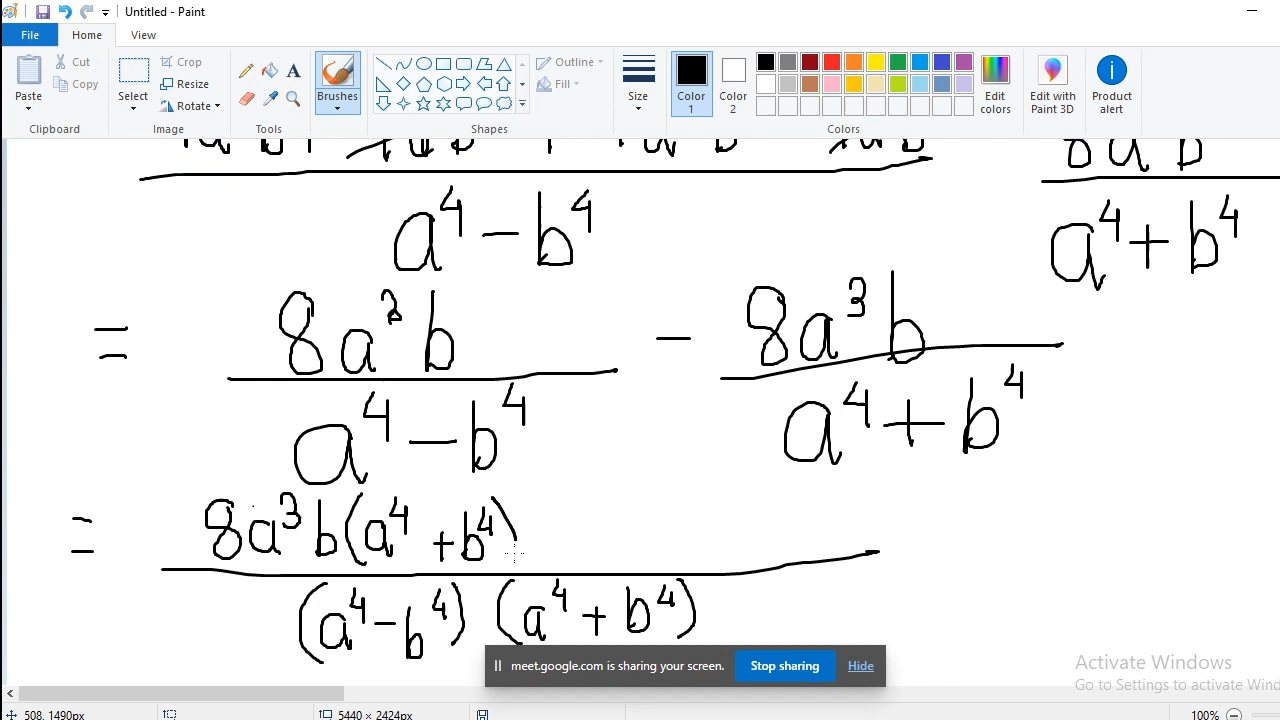 Untitled - Paint
File Home View
Paste Cut Copy Clipboard
Select Crop Resize Rotate Image
Tools
Brushes
Shapes Outline Fill
Size
Color 1 Color 2 Colors Edit colors
Edit with Paint 3D
Product alert
a⁴ - b⁴
8ab
a⁴ + b⁴
= 8a²b / a⁴ - b⁴ - 8a³b / a⁴ + b⁴
= 8a³b(a⁴ + b⁴) / (a⁴ - b⁴) (a⁴ + b⁴)
meet.google.com is sharing your screen. Stop sharing Hide
Activate Windows
Go to Settings to activate Wind
508, 1490px 5440 × 2424px 100%